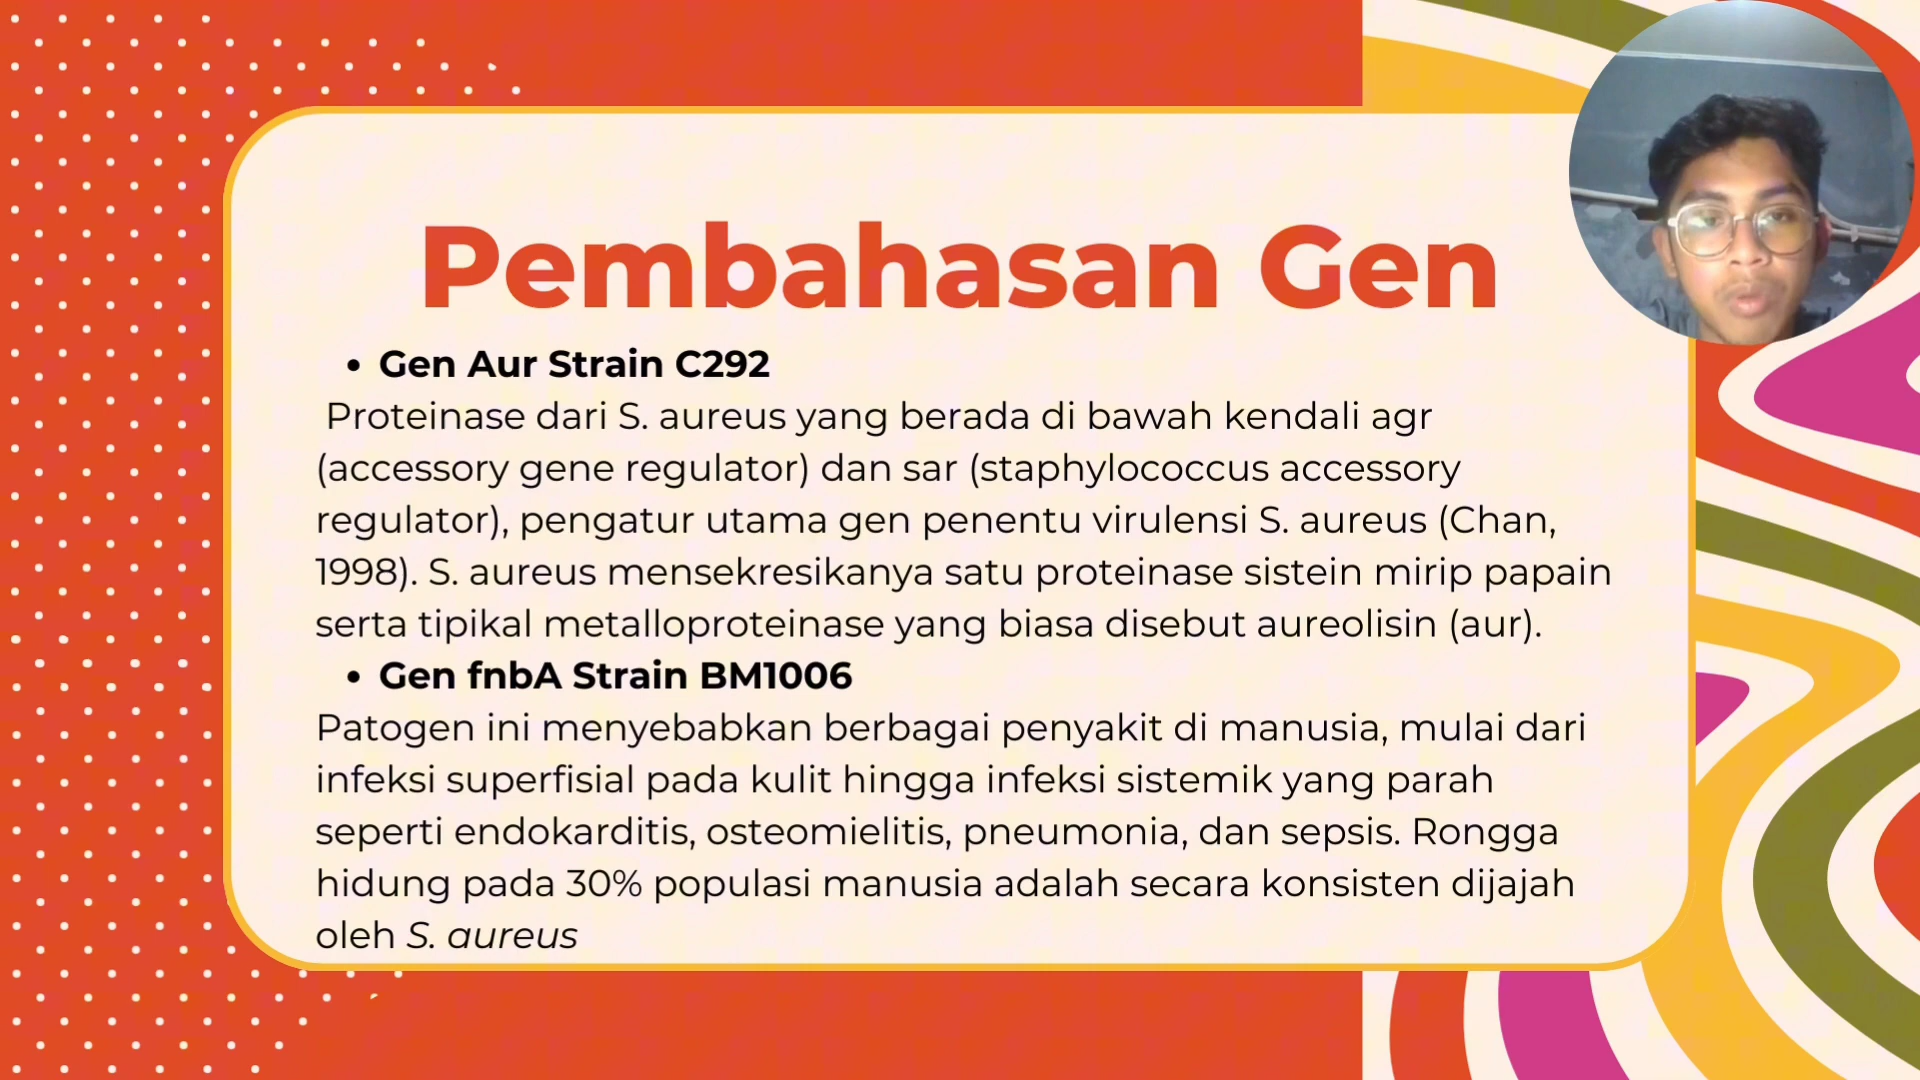 Pembahasan Gen
• Gen Aur Strain C292
Proteinase dari S. aureus yang berada di bawah kendali agr
(accessory gene regulator) dan sar (staphylococcus accessory
regulator), pengatur utama gen penentu virulensi S. aureus (Chan,
1998). S. aureus mensekresikanya satu proteinase sistein mirip papain
serta tipikal metalloproteinase yang biasa disebut aureolisin (aur).
• Gen fnbA Strain BM1006
Patogen ini menyebabkan berbagai penyakit di manusia, mulai dari
infeksi superfisial pada kulit hingga infeksi sistemik yang parah
seperti endokarditis, osteomielitis, pneumonia, dan sepsis. Rongga
hidung pada 30% populasi manusia adalah secara konsisten dijajah
oleh S. aureus